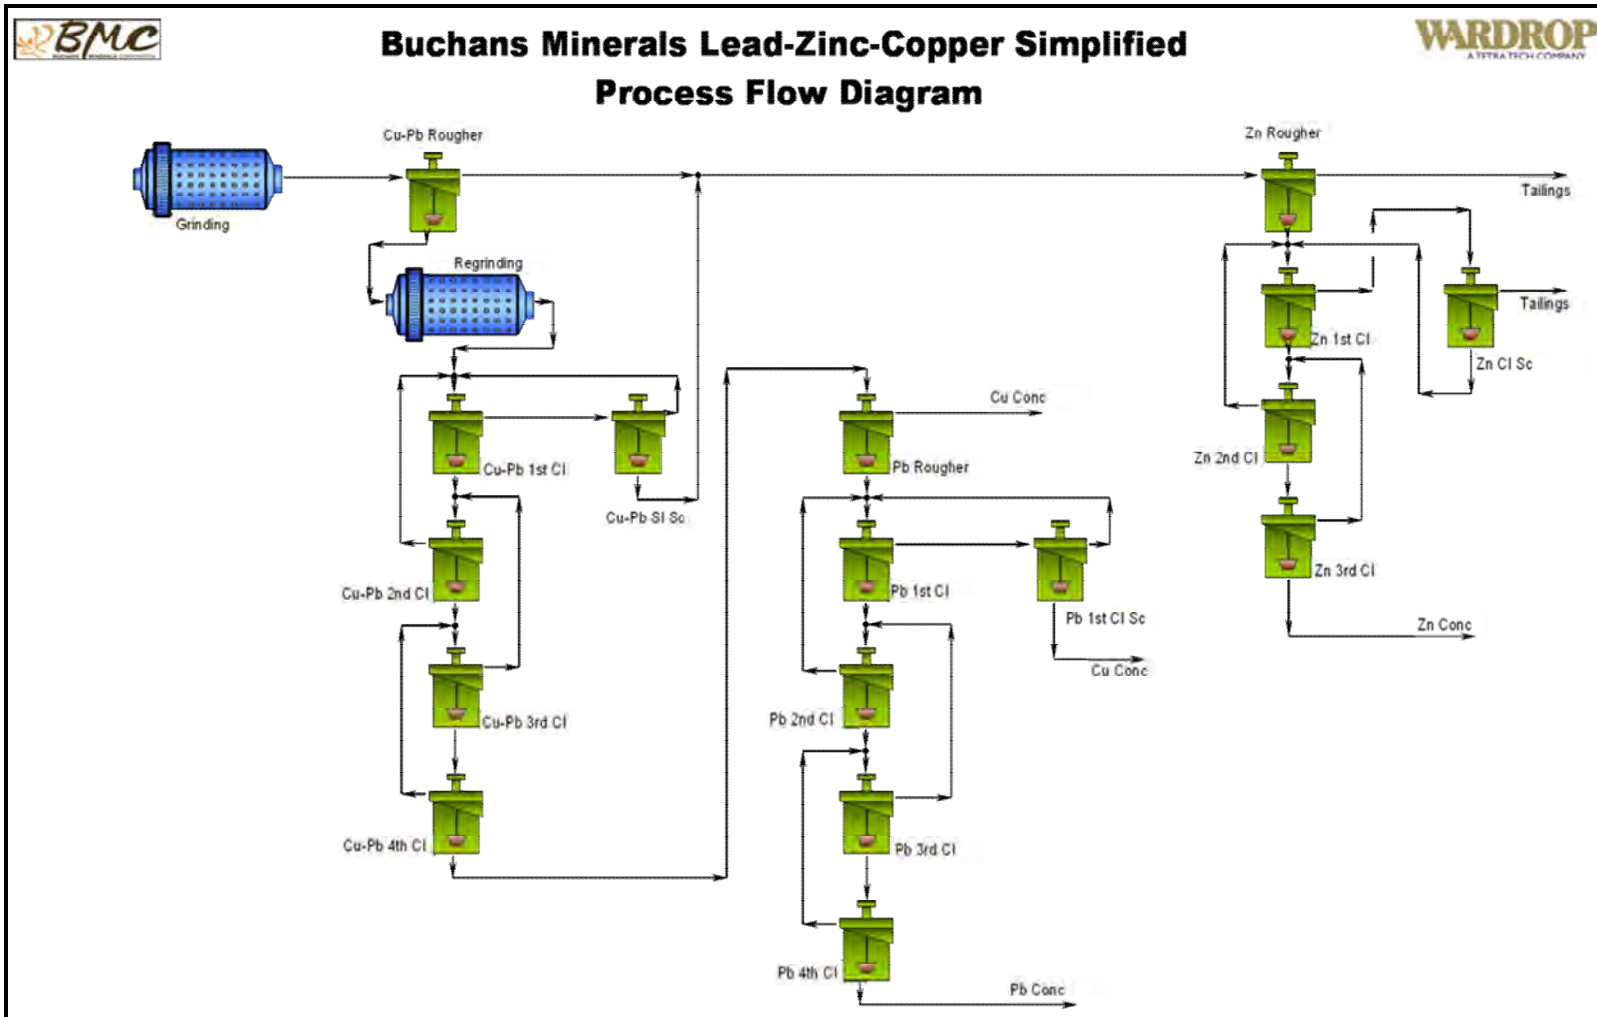 BMC
Buchans Minerals Lead-Zinc-Copper Simplified
Process Flow Diagram
WARDROP
A TETRA TECH COMPANY
Cu-Pb Rougher
Zn Rougher
Tailings
Grinding
Regrinding
Tailings
Zn 1st Cl
Zn Cl Sc
Cu Conc
Cu-Pb 1st Cl
Pb Rougher
Zn 2nd Cl
Cu-Pb Sl Sc
Zn 3rd Cl
Cu-Pb 2nd Cl
Pb 1st Cl
Pb 1st Cl Sc
Zn Conc
Cu Conc
Cu-Pb 3rd Cl
Pb 2nd Cl
Cu-Pb 4th Cl
Pb 3rd Cl
Pb 4th Cl
Pb Conc